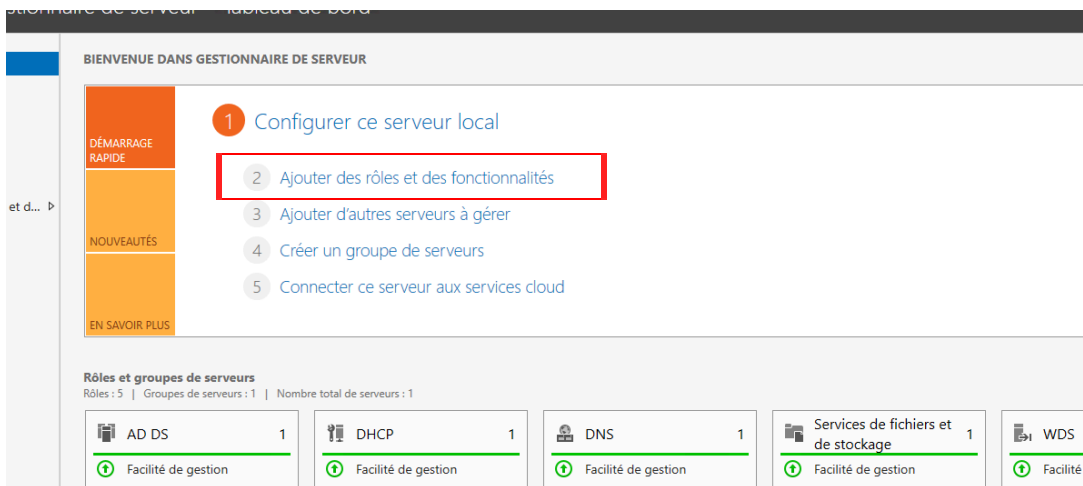 BIENVENUE DANS GESTIONNAIRE DE SERVEUR
DÉMARRAGE
RAPIDE
1 Configurer ce serveur local
2 Ajouter des rôles et des fonctionnalités
et d...
3 Ajouter d'autres serveurs à gérer
NOUVEAUTÉS
4 Créer un groupe de serveurs
5 Connecter ce serveur aux services cloud
EN SAVOIR PLUS
Rôles et groupes de serveurs
Rôles : 5 | Groupes de serveurs : 1 | Nombre total de serveurs : 1
AD DS 1
Facilité de gestion
DHCP 1
Facilité de gestion
DNS 1
Facilité de gestion
Services de fichiers et
de stockage 1
Facilité de gestion
WDS
Facilité